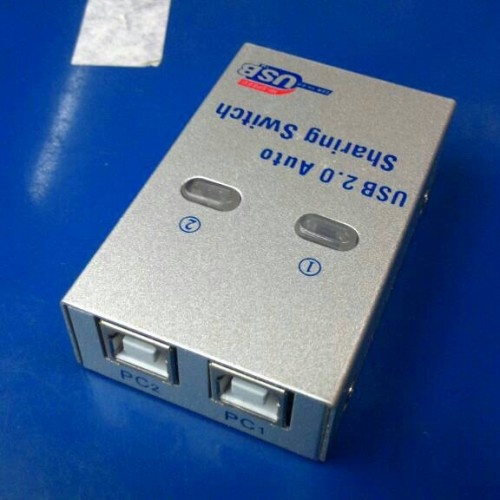 USB
USB 2.0 Auto
Sharing Switch
1
2
PC2
PC1